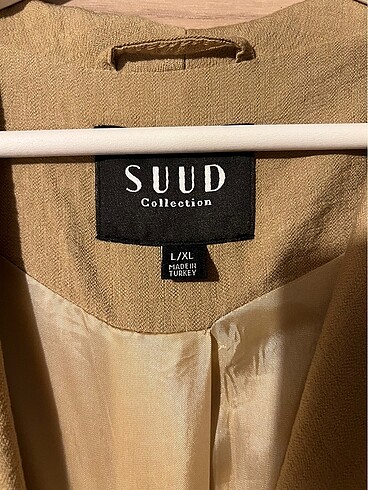 SUUD
Collection
L/XL
MADE IN
TURKEY